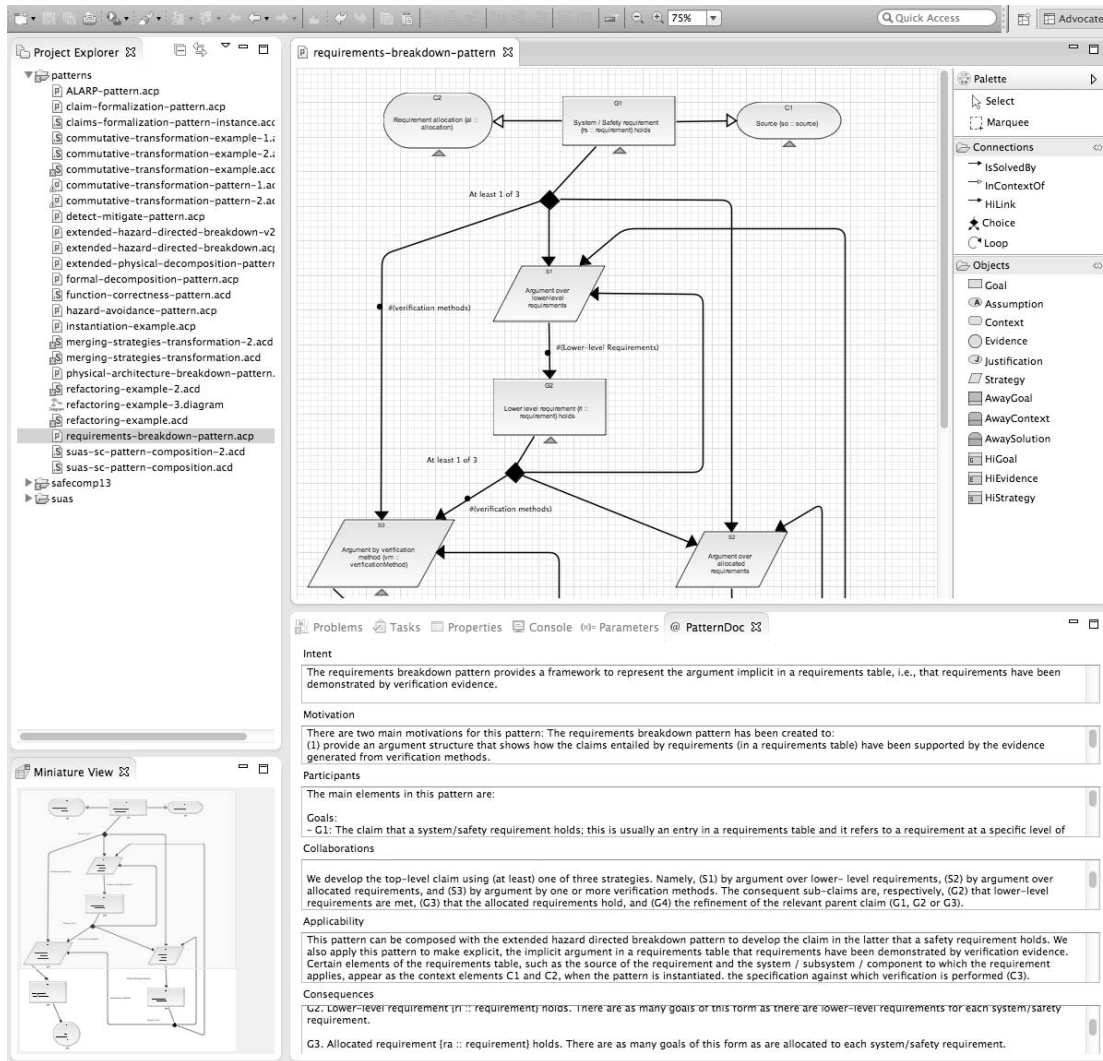 75%
Quick Access
Advocate
Project Explorer
patterns
ALARP-pattern.acp
claim-formalization-pattern.acp
claims-formalization-pattern-instance.acc
commutative-transformation-example-1.a
commutative-transformation-example-2.a
commutative-transformation-example.acc
commutative-transformation-pattern-1.ac
commutative-transformation-pattern-2.ac
detect-mitigate-pattern.acp
extended-hazard-directed-breakdown-v2
extended-hazard-directed-breakdown.acp
extended-physical-decomposition-pattern
formal-decomposition-pattern.acp
function-correctness-pattern.acd
hazard-avoidance-pattern.acp
instantiation-example.acp
merging-strategies-transformation-2.acd
merging-strategies-transformation.acd
physical-architecture-breakdown-pattern.
refactoring-example-2.acd
refactoring-example-3.diagram
refactoring-example.acd
requirements-breakdown-pattern.acp
suas-sc-pattern-composition-2.acd
suas-sc-pattern-composition.acd
safecomp13
suas
Miniature View
requirements-breakdown-pattern
C2
Requirement allocation {al ::
allocation}
G1
System / Safety requirement
{rs :: requirement} holds
C1
Source {so :: source}
At least 1 of 3
S1
Argument over
lower-level
requirements
#(verification methods)
#(Lower-level Requirements)
G2
Lower level requirement {rl ::
requirement} holds
At least 1 of 3
#(verification methods)
S3
Argument by verification
method {vm ::
verificationMethod}
S2
Argument over
allocated
requirements
Palette
Select
Marquee
Connections
IsSolvedBy
InContextOf
HiLink
Choice
Loop
Objects
Goal
Assumption
Context
Evidence
Justification
Strategy
AwayGoal
AwayContext
AwaySolution
HiGoal
HiEvidence
HiStrategy
Problems Tasks Properties Console (x)= Parameters @ PatternDoc
Intent
The requirements breakdown pattern provides a framework to represent the argument implicit in a requirements table, i.e., that requirements have been
demonstrated by verification evidence.
Motivation
There are two main motivations for this pattern: The requirements breakdown pattern has been created to:
(1) provide an argument structure that shows how the claims entailed by requirements (in a requirements table) have been supported by the evidence
generated from verification methods.
Participants
The main elements in this pattern are:
Goals:
- G1: The claim that a system/safety requirement holds; this is usually an entry in a requirements table and it refers to a requirement at a specific level of
Collaborations
We develop the top-level claim using (at least) one of three strategies. Namely, (S1) by argument over lower- level requirements, (S2) by argument over
allocated requirements, and (S3) by argument by one or more verification methods. The consequent sub-claims are, respectively, (G2) that lower-level
requirements are met, (G3) that the allocated requirements hold, and (G4) the refinement of the relevant parent claim (G1, G2 or G3).
Applicability
This pattern can be composed with the extended hazard directed breakdown pattern to develop the claim in the latter that a safety requirement holds. We
also apply this pattern to make explicit, the implicit argument in a requirements table that requirements have been demonstrated by verification evidence.
Certain elements of the requirements table, such as the source of the requirement and the system / subsystem / component to which the requirement
applies, appear as the context elements C1 and C2, when the pattern is instantiated. the specification against which verification is performed (C3).
Consequences
G2. Lower-level requirement {rl :: requirement} holds. There are as many goals of this form as there are lower-level requirements for each system/safety
requirement.
G3. Allocated requirement {ra :: requirement} holds. There are as many goals of this form as are allocated to each system/safety requirement.